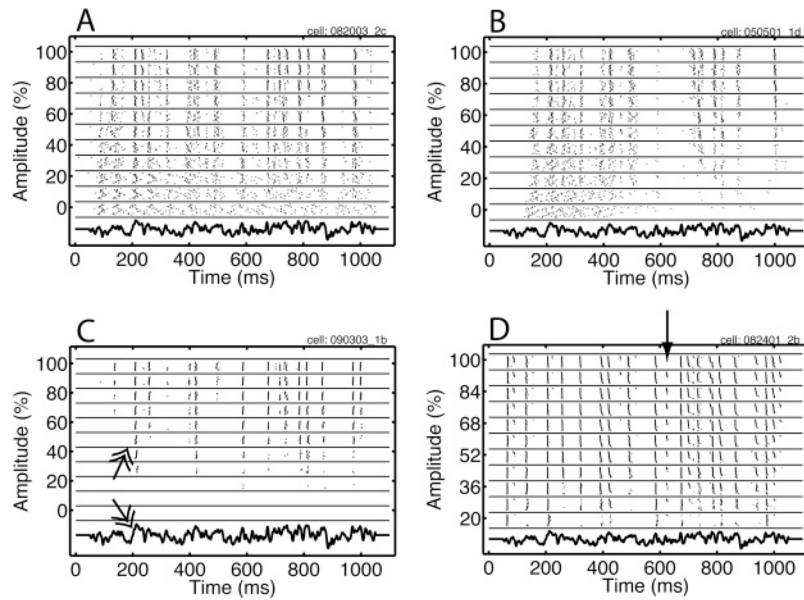 A
cell: 082003_2c
Amplitude (%)
100
80
60
40
20
0
0 200 400 600 800 1000
Time (ms)
B
cell: 050501_1d
Amplitude (%)
100
80
60
40
20
0
0 200 400 600 800 1000
Time (ms)
C
cell: 090303_1b
Amplitude (%)
100
80
60
40
20
0
0 200 400 600 800 1000
Time (ms)
D
cell: 082401_2b
Amplitude (%)
100
84
68
52
36
20
0 200 400 600 800 1000
Time (ms)